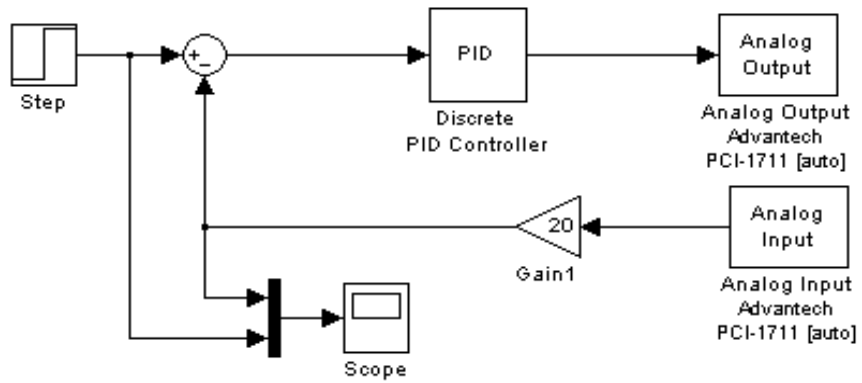 Step
+
−
PID
Discrete
PID Controller
Analog
Output
Analog Output
Advantech
PCI-1711 [auto]
20
Gain1
Analog
Input
Analog Input
Advantech
PCI-1711 [auto]
Scope